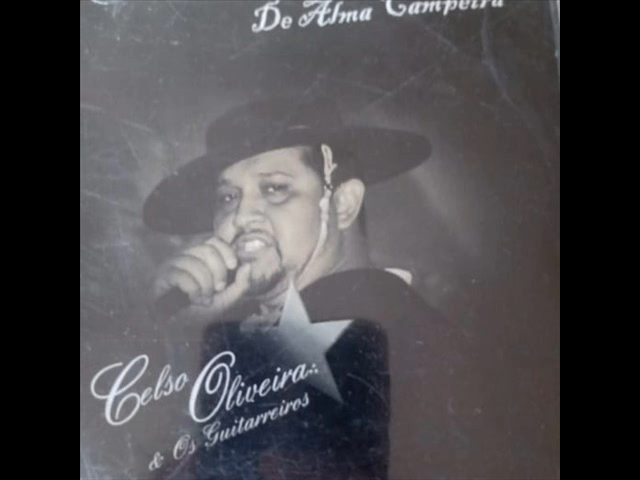 De Alma Campeira
Celso Oliveira∴
& Os Guitarreiros